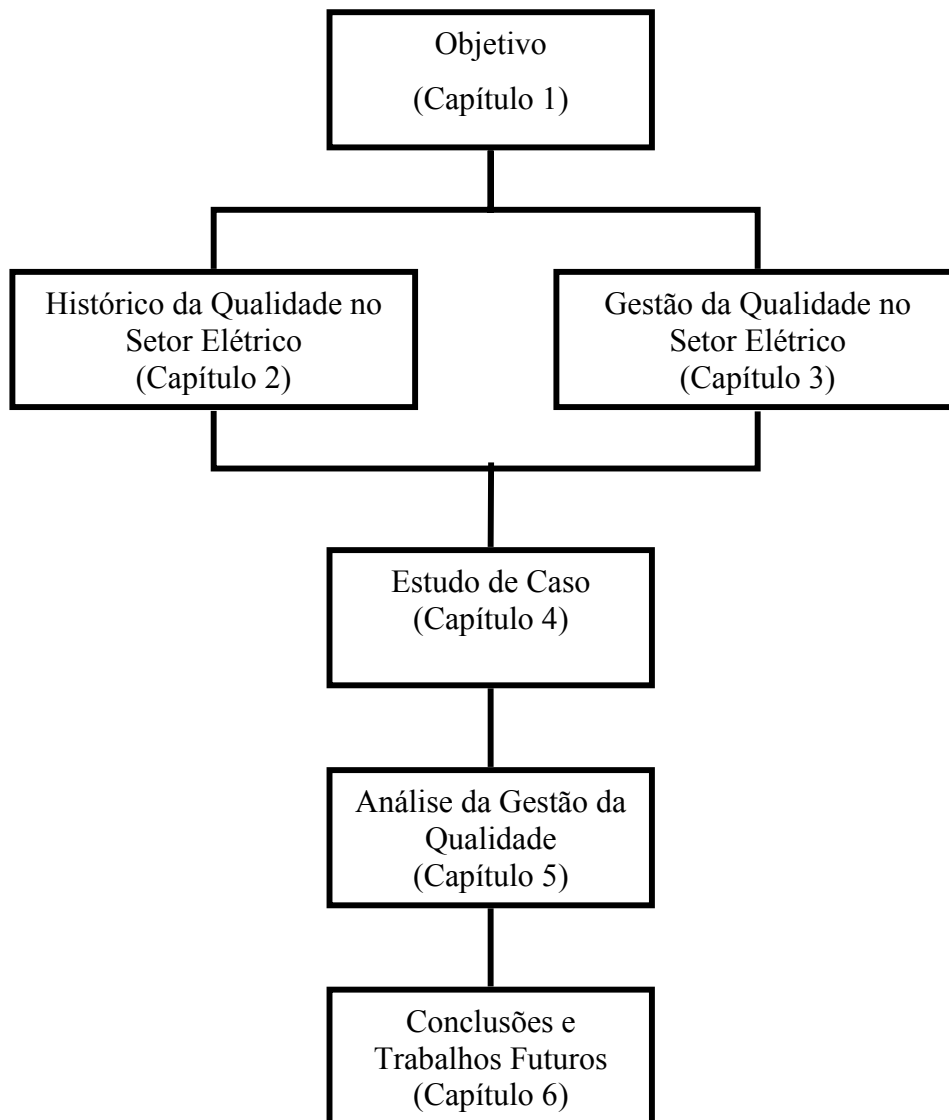 Objetivo
(Capítulo 1)
Histórico da Qualidade no
Setor Elétrico
(Capítulo 2)
Gestão da Qualidade no
Setor Elétrico
(Capítulo 3)
Estudo de Caso
(Capítulo 4)
Análise da Gestão da
Qualidade
(Capítulo 5)
Conclusões e
Trabalhos Futuros
(Capítulo 6)